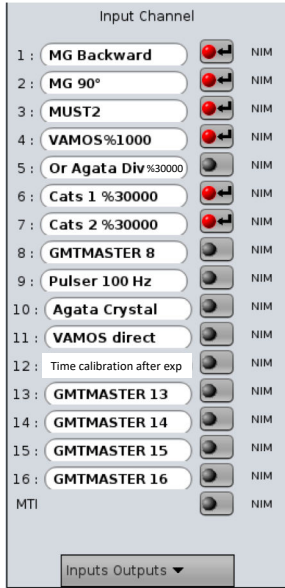 Input Channel
1 : MG Backward NIM
2 : MG 90° NIM
3 : MUST2 NIM
4 : VAMOS%1000 NIM
5 : Or Agata Div %30000 NIM
6 : Cats 1 %30000 NIM
7 : Cats 2 %30000 NIM
8 : GMTMASTER 8 NIM
9 : Pulser 100 Hz NIM
10 : Agata Crystal NIM
11 : VAMOS direct NIM
12 : Time calibration after exp NIM
13 : GMTMASTER 13 NIM
14 : GMTMASTER 14 NIM
15 : GMTMASTER 15 NIM
16 : GMTMASTER 16 NIM
MTI NIM
Inputs Outputs